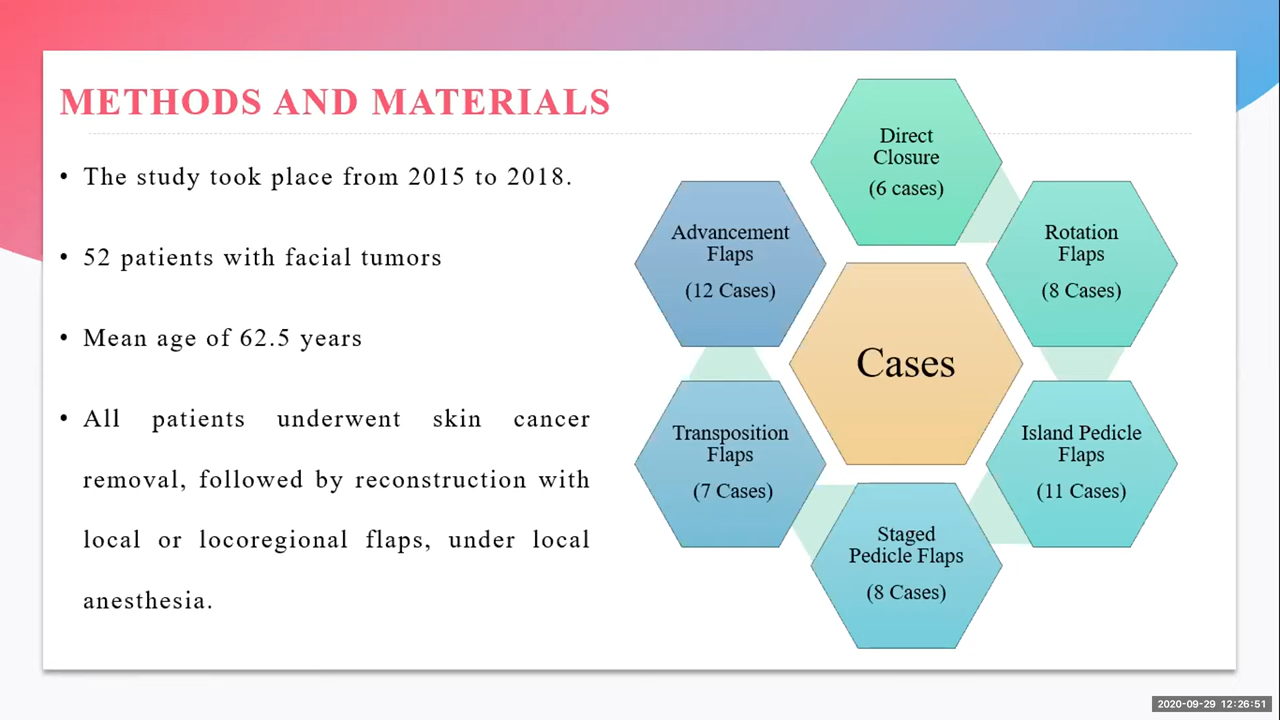 METHODS AND MATERIALS
• The study took place from 2015 to 2018.
• 52 patients with facial tumors
• Mean age of 62.5 years
• All patients underwent skin cancer
removal, followed by reconstruction with
local or locoregional flaps, under local
anesthesia.
Direct
Closure
(6 cases)
Rotation
Flaps
(8 Cases)
Island Pedicle
Flaps
(11 Cases)
Staged
Pedicle Flaps
(8 Cases)
Transposition
Flaps
(7 Cases)
Advancement
Flaps
(12 Cases)
Cases
2020-09-29 12:26:51